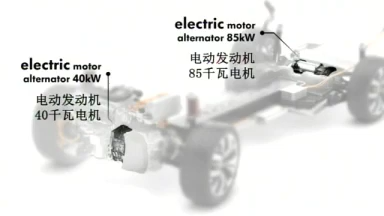 electric motor
alternator 85kW
电动发动机
85千瓦电机
electric motor
alternator 40kW
电动发动机
40千瓦电机